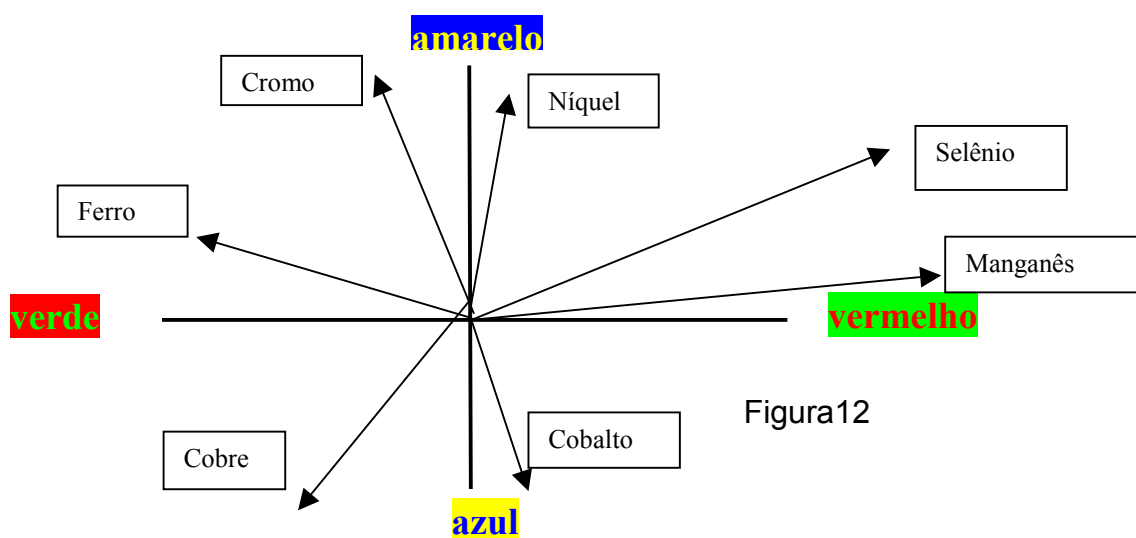 amarelo
Cromo
Níquel
Selênio
Ferro
Manganês
verde
vermelho
Figura12
Cobre
Cobalto
azul